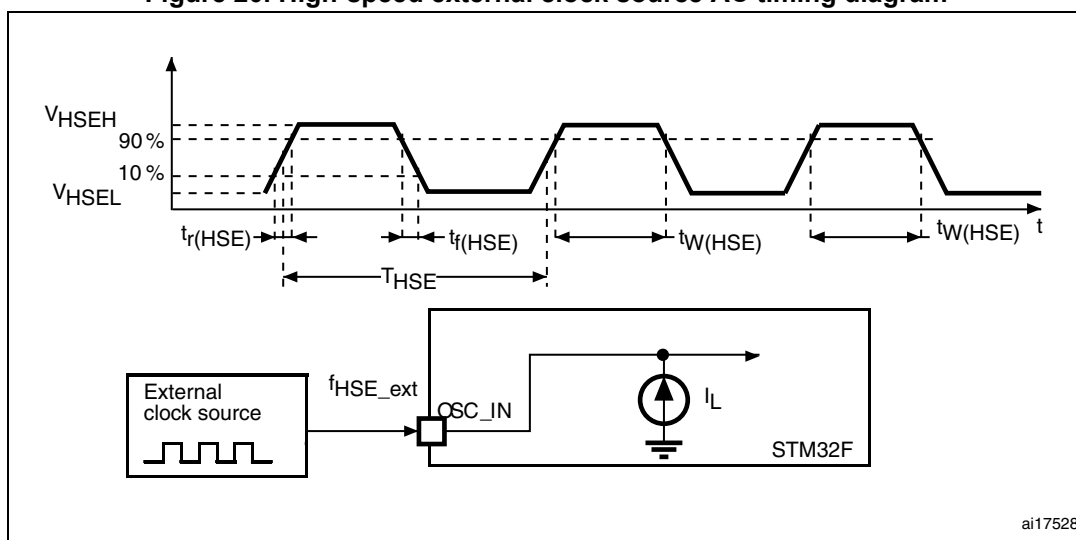 VHSEH
90 %
10 %
VHSEL
tr(HSE)
tf(HSE)
tW(HSE)
tW(HSE)
t
THSE
External
clock source
fHSE_ext
OSC_IN
IL
STM32F
ai17528